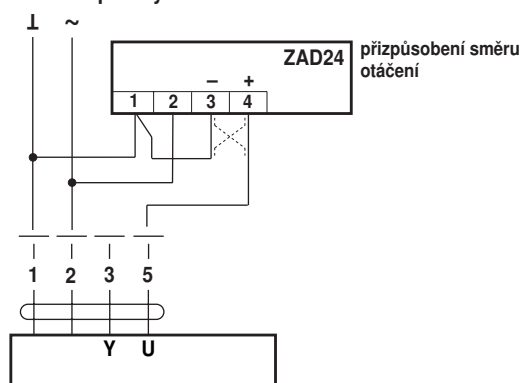 ⊥ ~
ZAD24
přizpůsobení směru
otáčení
– +
1 2 3 4
1 2 3 5
Y U